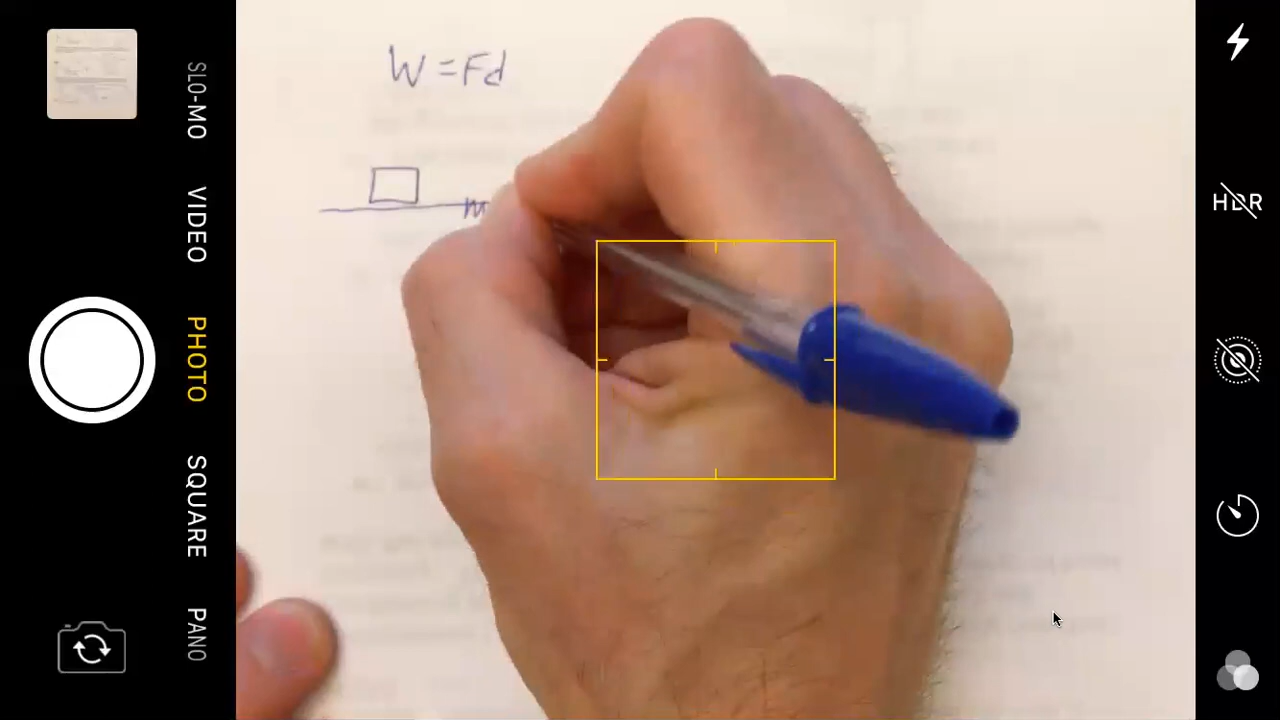 W = Fd
m
SLO-MO
VIDEO
PHOTO
SQUARE
PANO
HDR